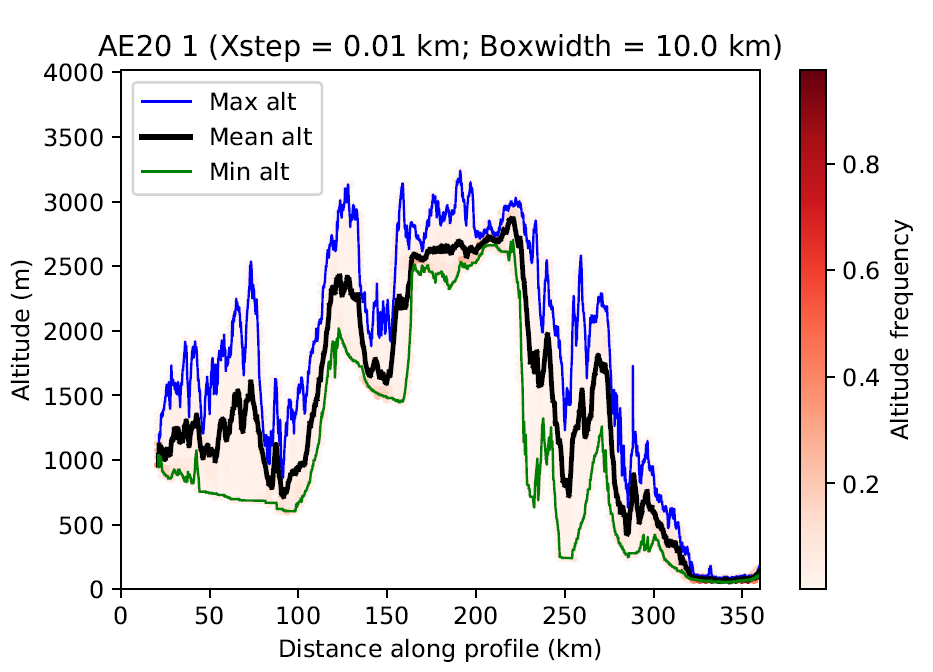 AE20 1 (Xstep = 0.01 km; Boxwidth = 10.0 km)
Max alt
Mean alt
Min alt
4000
3500
3000
2500
2000
1500
1000
500
0
Altitude (m)
0 50 100 150 200 250 300 350
Distance along profile (km)
0.8
0.6
0.4
0.2
Altitude frequency